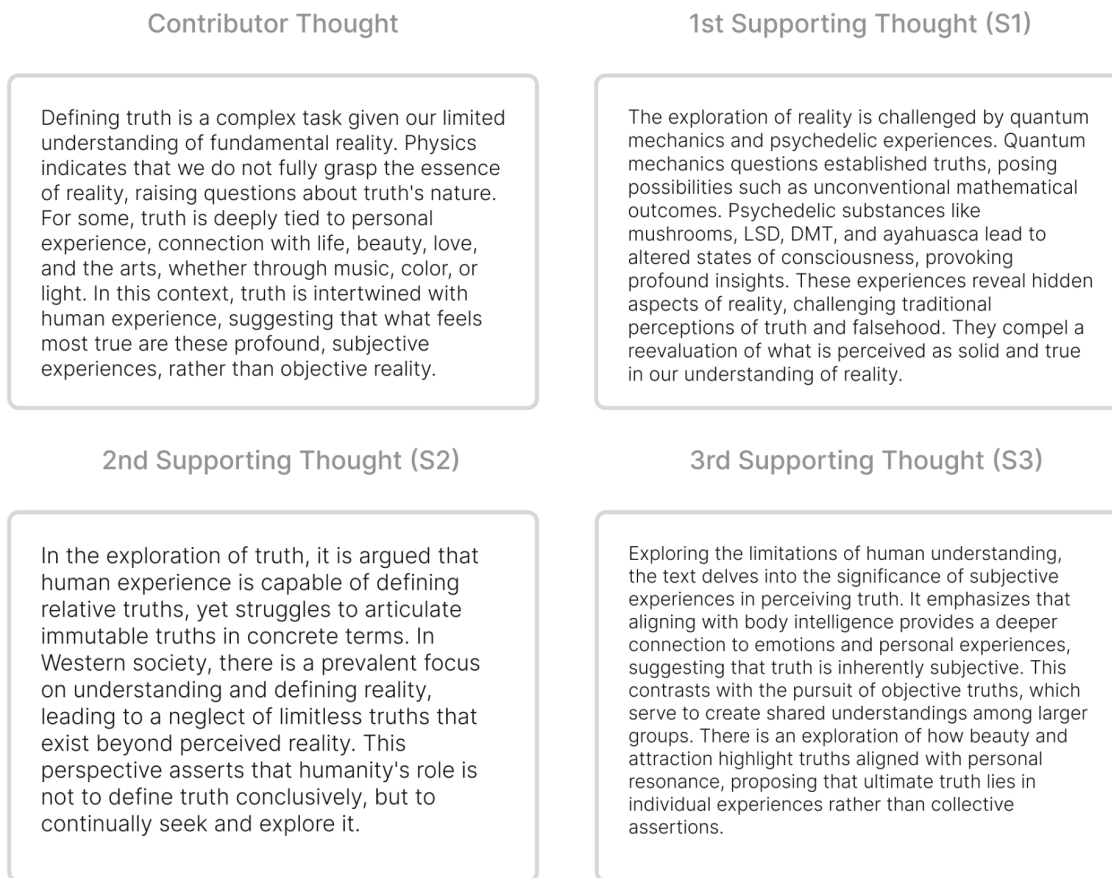 Contributor Thought
Defining truth is a complex task given our limited
understanding of fundamental reality. Physics
indicates that we do not fully grasp the essence
of reality, raising questions about truth's nature.
For some, truth is deeply tied to personal
experience, connection with life, beauty, love,
and the arts, whether through music, color, or
light. In this context, truth is intertwined with
human experience, suggesting that what feels
most true are these profound, subjective
experiences, rather than objective reality.
1st Supporting Thought (S1)
The exploration of reality is challenged by quantum
mechanics and psychedelic experiences. Quantum
mechanics questions established truths, posing
possibilities such as unconventional mathematical
outcomes. Psychedelic substances like
mushrooms, LSD, DMT, and ayahuasca lead to
altered states of consciousness, provoking
profound insights. These experiences reveal hidden
aspects of reality, challenging traditional
perceptions of truth and falsehood. They compel a
reevaluation of what is perceived as solid and true
in our understanding of reality.
2nd Supporting Thought (S2)
In the exploration of truth, it is argued that
human experience is capable of defining
relative truths, yet struggles to articulate
immutable truths in concrete terms. In
Western society, there is a prevalent focus
on understanding and defining reality,
leading to a neglect of limitless truths that
exist beyond perceived reality. This
perspective asserts that humanity's role is
not to define truth conclusively, but to
continually seek and explore it.
3rd Supporting Thought (S3)
Exploring the limitations of human understanding,
the text delves into the significance of subjective
experiences in perceiving truth. It emphasizes that
aligning with body intelligence provides a deeper
connection to emotions and personal experiences,
suggesting that truth is inherently subjective. This
contrasts with the pursuit of objective truths, which
serve to create shared understandings among larger
groups. There is an exploration of how beauty and
attraction highlight truths aligned with personal
resonance, proposing that ultimate truth lies in
individual experiences rather than collective
assertions.